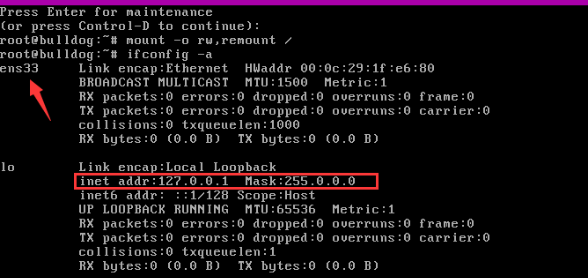 Press Enter for maintenance
(or press Control-D to continue):
root@bulldog:~# mount -o rw,remount /
root@bulldog:~# ifconfig -a
ens33 Link encap:Ethernet HWaddr 00:0c:29:1f:e6:80
BROADCAST MULTICAST MTU:1500 Metric:1
RX packets:0 errors:0 dropped:0 overruns:0 frame:0
TX packets:0 errors:0 dropped:0 overruns:0 carrier:0
collisions:0 txqueuelen:1000
RX bytes:0 (0.0 B) TX bytes:0 (0.0 B)
lo Link encap:Local Loopback
inet addr:127.0.0.1 Mask:255.0.0.0
inet6 addr: ::1/128 Scope:Host
UP LOOPBACK RUNNING MTU:65536 Metric:1
RX packets:0 errors:0 dropped:0 overruns:0 frame:0
TX packets:0 errors:0 dropped:0 overruns:0 carrier:0
collisions:0 txqueuelen:1
RX bytes:0 (0.0 B) TX bytes:0 (0.0 B)